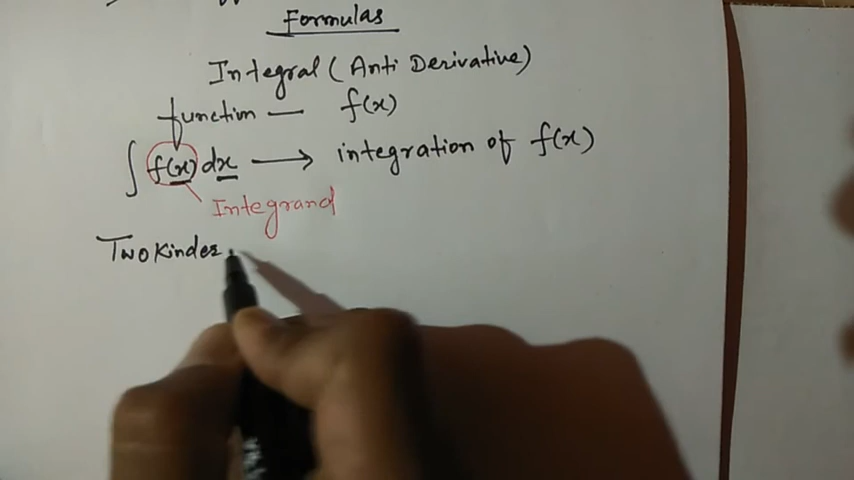 Formulas
Integral (Anti Derivative)
function — f(x)
∫ f(x) dx ⟶ integration of f(x)
Integrand
Two Kinds